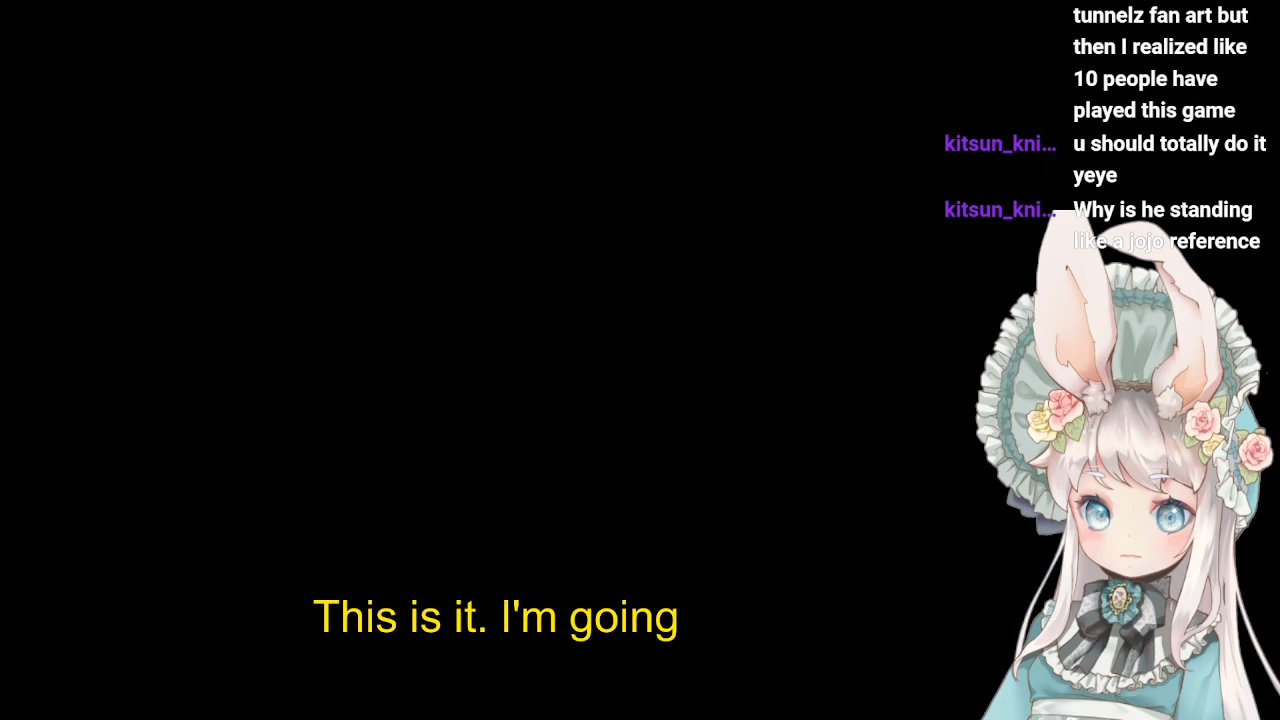 tunnelz fan art but
then I realized like
10 people have
played this game
kitsun_kni... u should totally do it
yeye
kitsun_kni... Why is he standing
like a jojo reference
This is it. I'm going